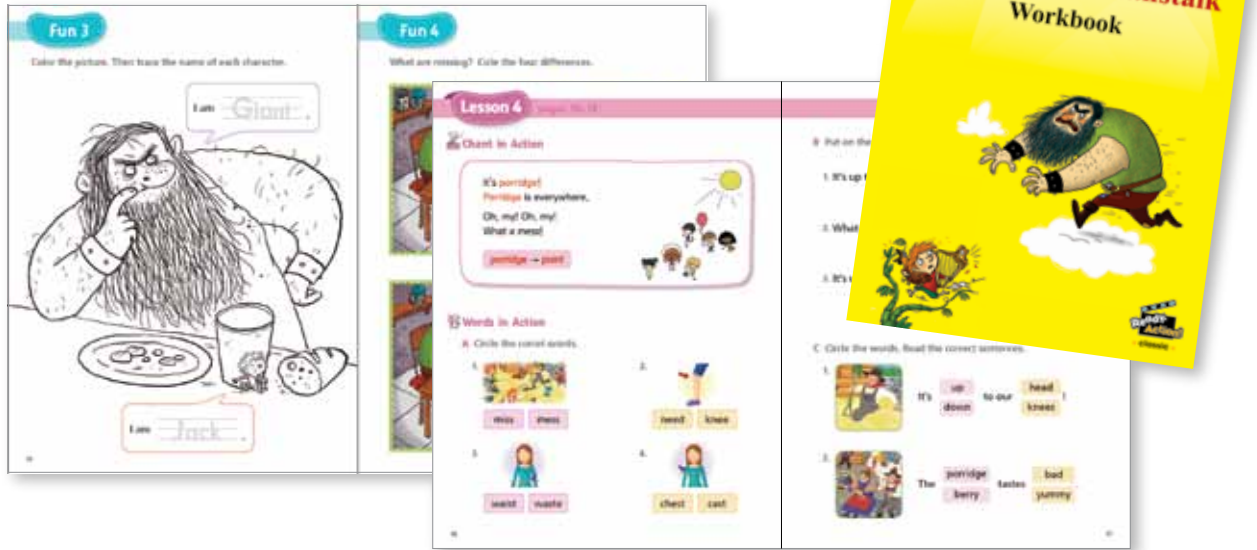 Fun 3
Color the picture. Then trace the name of each character.
I am Giant .
I am Jack .
Fun 4
What are missing? Circle the four differences.
Lesson 4
Chant in Action
It's porridge!
Porridge is everywhere.
Oh, my! Oh, my!
What a mess!
porridge → paint
Words in Action
A Circle the correct words.
1.
miss mess
2.
need knee
3.
waist waste
4.
chest cast
B Put on the
1. It's up
2. What
3. It's
C Circle the words. Read the correct sentences.
1.
It's up down to our head knees !
2.
The porridge berry tastes bad yummy .
Workbook
Ready Action!
classic